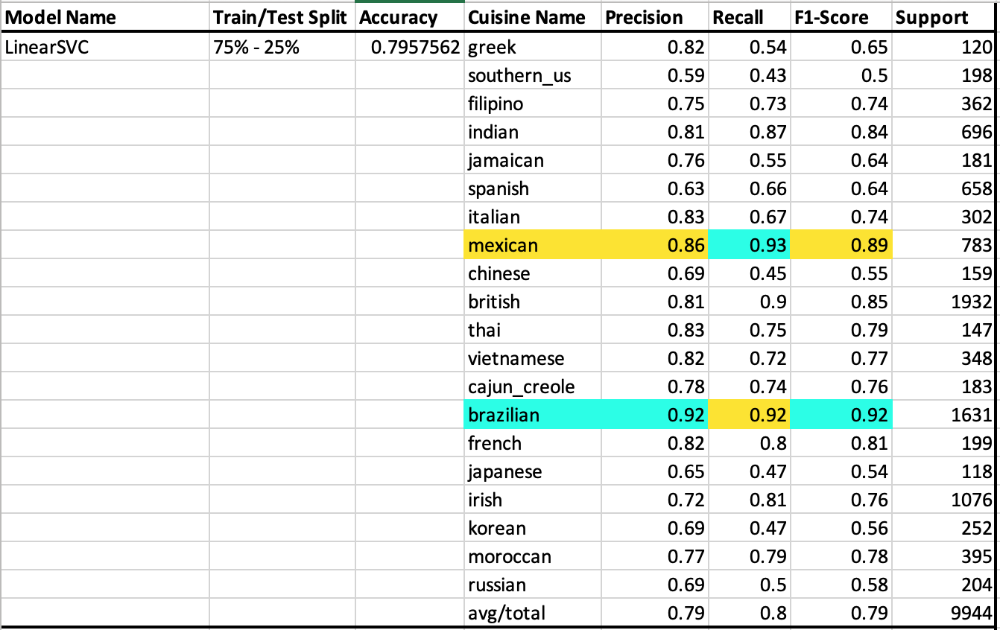 Model Name Train/Test Split Accuracy Cuisine Name Precision Recall F1-Score Support
LinearSVC 75% - 25% 0.7957562 greek 0.82 0.54 0.65 120
southern_us 0.59 0.43 0.5 198
filipino 0.75 0.73 0.74 362
indian 0.81 0.87 0.84 696
jamaican 0.76 0.55 0.64 181
spanish 0.63 0.66 0.64 658
italian 0.83 0.67 0.74 302
mexican 0.86 0.93 0.89 783
chinese 0.69 0.45 0.55 159
british 0.81 0.9 0.85 1932
thai 0.83 0.75 0.79 147
vietnamese 0.82 0.72 0.77 348
cajun_creole 0.78 0.74 0.76 183
brazilian 0.92 0.92 0.92 1631
french 0.82 0.8 0.81 199
japanese 0.65 0.47 0.54 118
irish 0.72 0.81 0.76 1076
korean 0.69 0.47 0.56 252
moroccan 0.77 0.79 0.78 395
russian 0.69 0.5 0.58 204
avg/total 0.79 0.8 0.79 9944